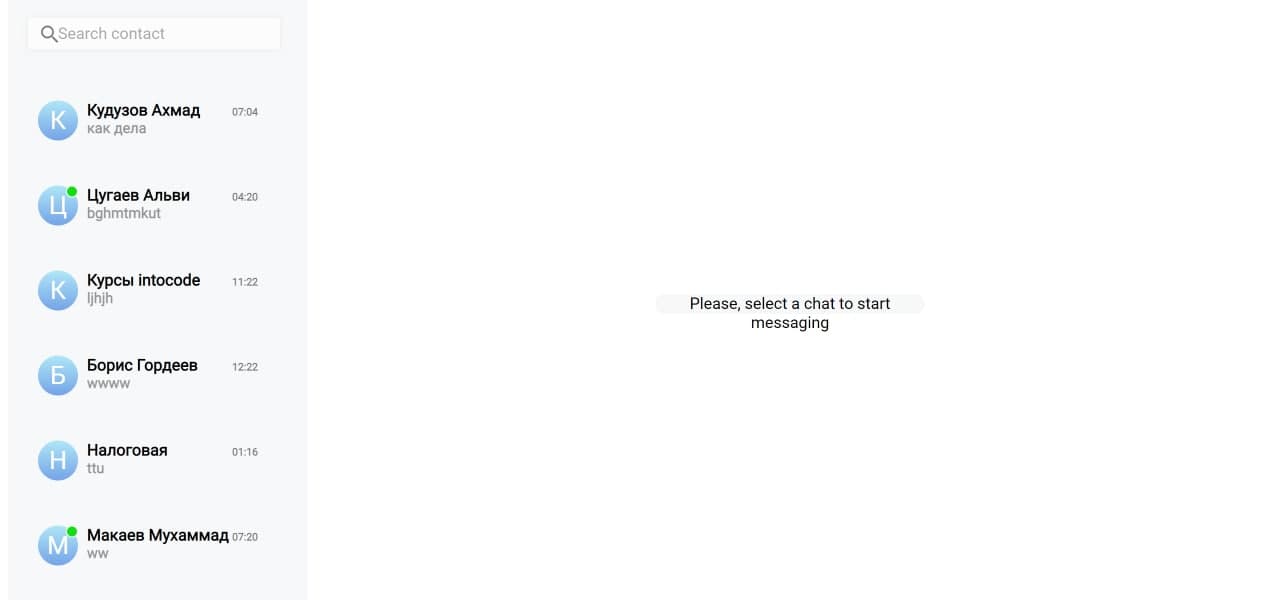 Search contact
К
Кудузов Ахмад 07:04
как дела
Ц
Цугаев Альви 04:20
bghmtmkut
К
Курсы intocode 11:22
ljhjh
Б
Борис Гордеев 12:22
wwww
Н
Налоговая 01:16
ttu
М
Макаев Мухаммад 07:20
ww
Please, select a chat to start
messaging